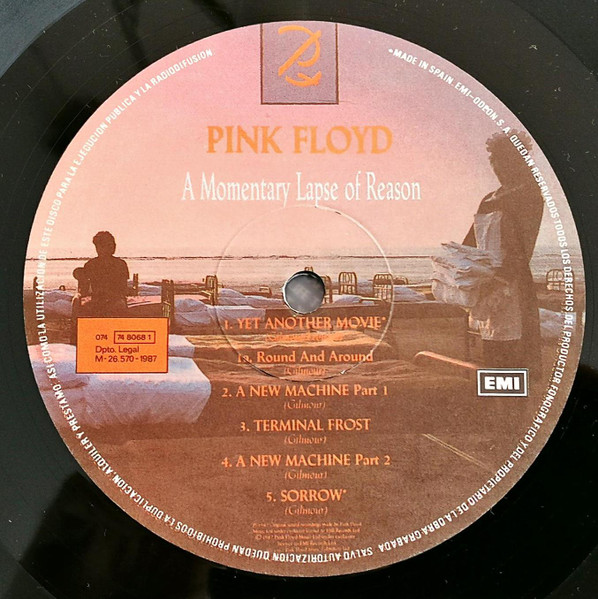 PINK FLOYD
A Momentary Lapse of Reason
1. YET ANOTHER MOVIE*
1a. Round And Around
(Gilmour)
2. A NEW MACHINE Part 1
(Gilmour)
3. TERMINAL FROST
(Gilmour)
4. A NEW MACHINE Part 2
(Gilmour)
5. SORROW*
(Gilmour)
074 74 8068 1
Dpto. Legal
M-26.570-1987
EMI
MADE IN SPAIN. EMI-ODEON, S. A. QUEDAN RESERVADOS TODOS LOS DERECHOS DEL PRODUCTOR FONOGRAFICO Y DEL PROPIETARIO DE LA OBRA GRABADA. SALVO AUTORIZACION QUEDAN PROHIBIDOS LA DUPLICACION, ALQUILER Y PRESTAMO, ASI COMO LA UTILIZACION DE ESTE DISCO PARA LA EJECUCION PUBLICA Y LA RADIODIFUSION